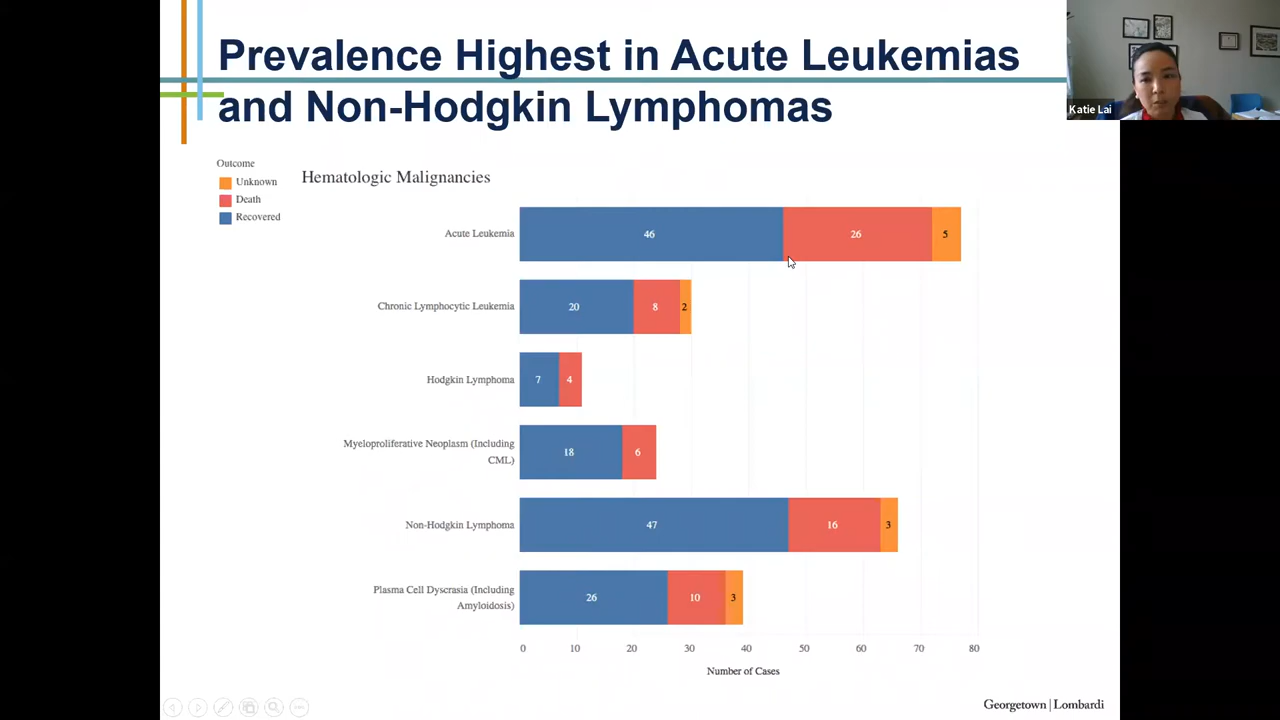 Prevalence Highest in Acute Leukemias
and Non-Hodgkin Lymphomas
Katie Lai
Outcome
Unknown
Death
Recovered
Hematologic Malignancies
Acute Leukemia
46
26
5
Chronic Lymphocytic Leukemia
20
8
2
Hodgkin Lymphoma
7
4
Myeloproliferative Neoplasm (Including
CML)
18
6
Non-Hodgkin Lymphoma
47
16
3
Plasma Cell Dyscrasia (Including
Amyloidosis)
26
10
3
0 10 20 30 40 50 60 70 80
Number of Cases
Georgetown | Lombardi